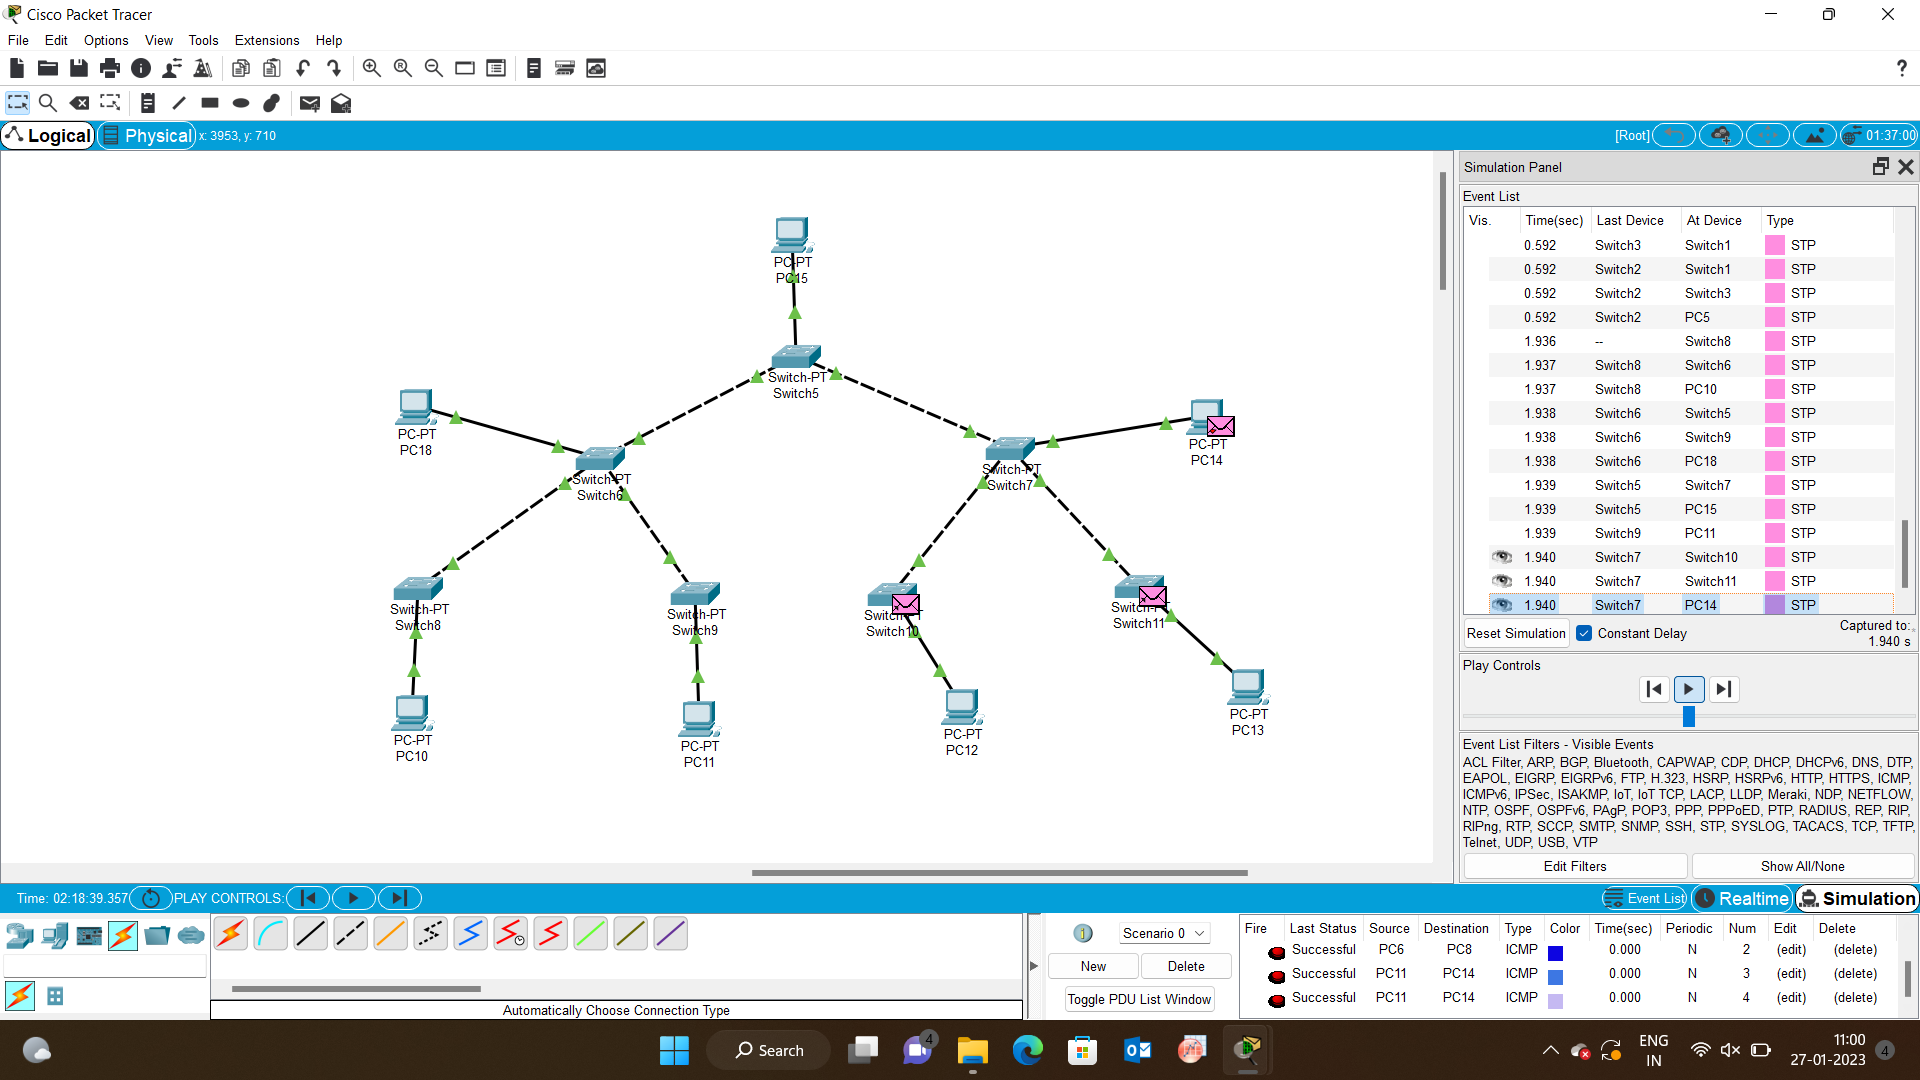 Cisco Packet Tracer
File Edit Options View Tools Extensions Help
Logical Physical x: 3953, y: 710 [Root] 01:37:00
PC-PT
PC15
Switch-PT
Switch5
PC-PT
PC18
PC-PT
PC14
Switch-PT
Switch6
Switch-PT
Switch7
Switch-PT
Switch8
Switch-PT
Switch9
Switch-PT
Switch10
Switch-PT
Switch11
PC-PT
PC10
PC-PT
PC11
PC-PT
PC12
PC-PT
PC13
Simulation Panel
Event List
Vis. Time(sec) Last Device At Device Type
0.592 Switch3 Switch1 STP
0.592 Switch2 Switch1 STP
0.592 Switch2 Switch3 STP
0.592 Switch2 PC5 STP
1.936 -- Switch8 STP
1.937 Switch8 Switch6 STP
1.937 Switch8 PC10 STP
1.938 Switch6 Switch5 STP
1.938 Switch6 Switch9 STP
1.938 Switch6 PC18 STP
1.939 Switch5 Switch7 STP
1.939 Switch5 PC15 STP
1.939 Switch9 PC11 STP
1.940 Switch7 Switch10 STP
1.940 Switch7 Switch11 STP
1.940 Switch7 PC14 STP
Reset Simulation Constant Delay Captured to:
1.940 s
Play Controls
Event List Filters - Visible Events
ACL Filter, ARP, BGP, Bluetooth, CAPWAP, CDP, DHCP, DHCPv6, DNS, DTP,
EAPOL, EIGRP, EIGRPv6, FTP, H.323, HSRP, HSRPv6, HTTP, HTTPS, ICMP,
ICMPv6, IPSec, ISAKMP, IoT, IoT TCP, LACP, LLDP, Meraki, NDP, NETFLOW,
NTP, OSPF, OSPFv6, PAgP, POP3, PPP, PPPoED, PTP, RADIUS, REP, RIP,
RIPng, RTP, SCCP, SMTP, SNMP, SSH, STP, SYSLOG, TACACS, TCP, TFTP,
Telnet, UDP, USB, VTP
Edit Filters Show All/None
Time: 02:18:39.357 PLAY CONTROLS: Event List Realtime Simulation
Automatically Choose Connection Type
Scenario 0
New Delete
Toggle PDU List Window
Fire Last Status Source Destination Type Color Time(sec) Periodic Num Edit Delete
Successful PC6 PC8 ICMP 0.000 N 2 (edit) (delete)
Successful PC11 PC14 ICMP 0.000 N 3 (edit) (delete)
Successful PC11 PC14 ICMP 0.000 N 4 (edit) (delete)
Search 4
ENG
IN
11:00
27-01-2023
4